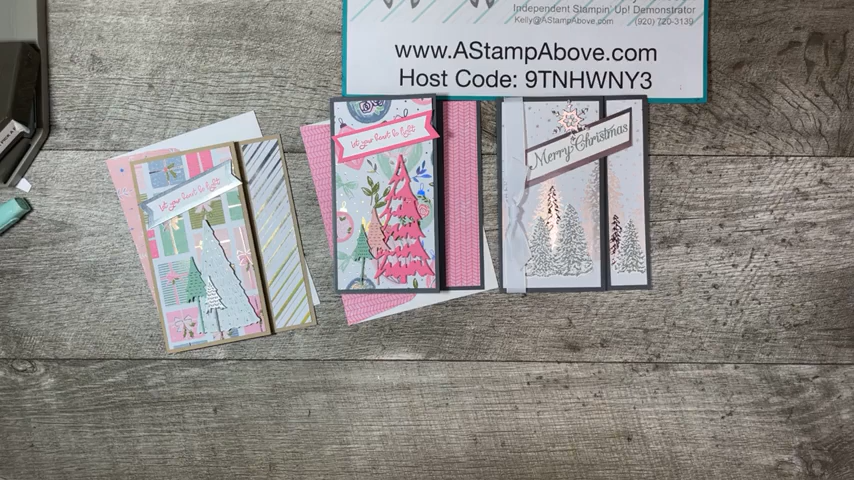 Independent Stampin' Up! Demonstrator
Kelly@AStampAbove.com (920) 720-3139
www.AStampAbove.com
Host Code: 9TNHWNY3
let your heart be light
let your heart be light
Merry Christmas